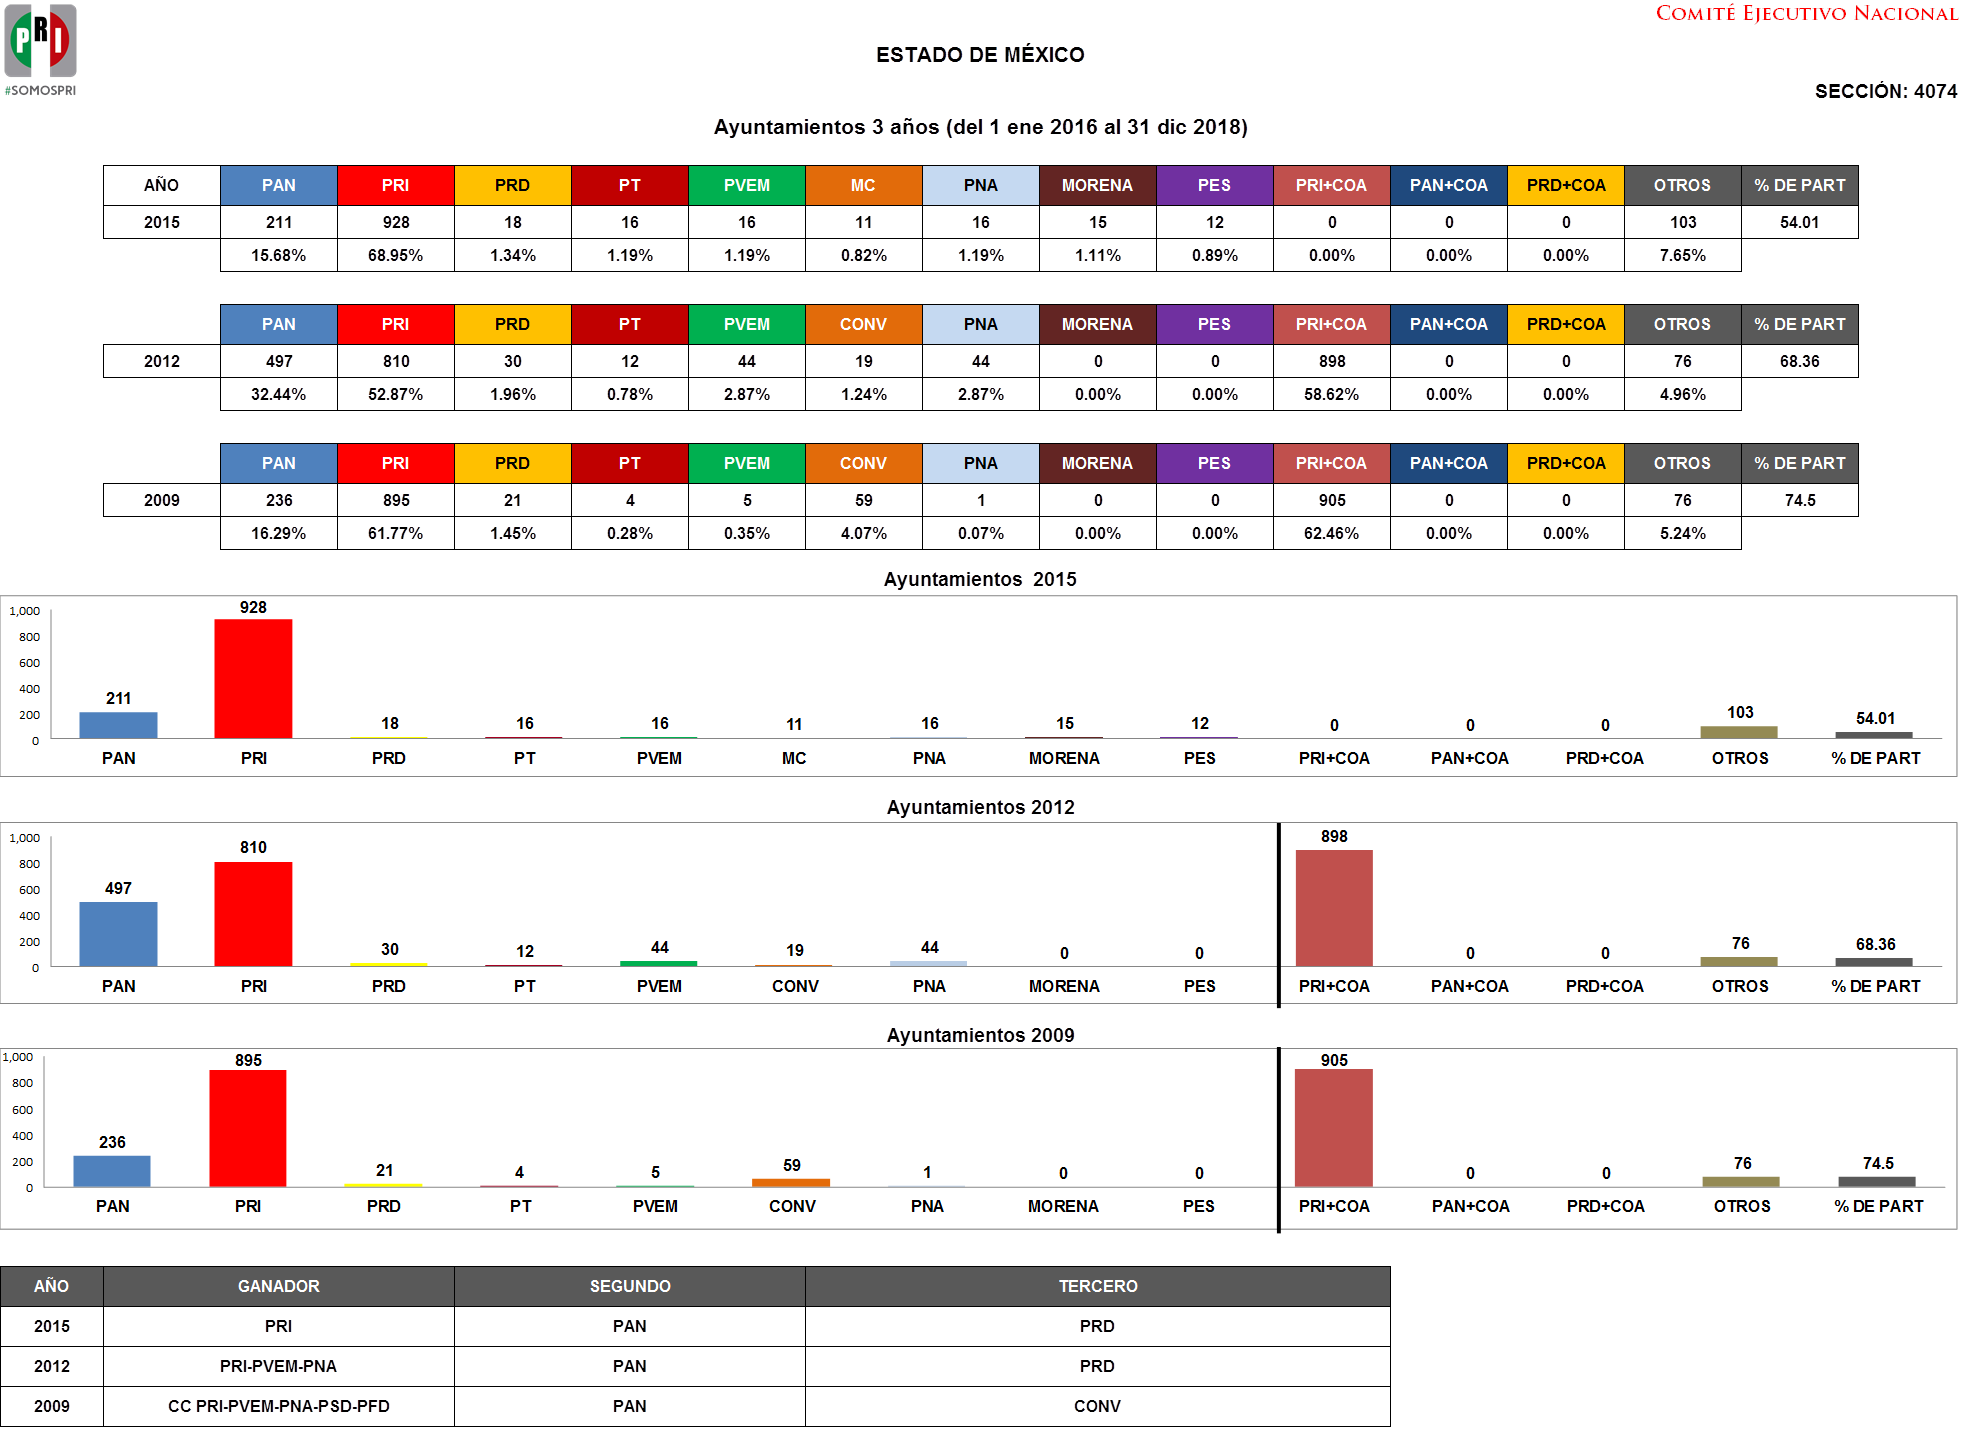 PRI
#SOMOSPRI
COMITÉ EJECUTIVO NACIONAL
ESTADO DE MÉXICO
SECCIÓN: 4074
Ayuntamientos 3 años (del 1 ene 2016 al 31 dic 2018)
AÑO PAN PRI PRD PT PVEM MC PNA MORENA PES PRI+COA PAN+COA PRD+COA OTROS % DE PART
2015 211 928 18 16 16 11 16 15 12 0 0 0 103 54.01
15.68% 68.95% 1.34% 1.19% 1.19% 0.82% 1.19% 1.11% 0.89% 0.00% 0.00% 0.00% 7.65%
PAN PRI PRD PT PVEM CONV PNA MORENA PES PRI+COA PAN+COA PRD+COA OTROS % DE PART
2012 497 810 30 12 44 19 44 0 0 898 0 0 76 68.36
32.44% 52.87% 1.96% 0.78% 2.87% 1.24% 2.87% 0.00% 0.00% 58.62% 0.00% 0.00% 4.96%
PAN PRI PRD PT PVEM CONV PNA MORENA PES PRI+COA PAN+COA PRD+COA OTROS % DE PART
2009 236 895 21 4 5 59 1 0 0 905 0 0 76 74.5
16.29% 61.77% 1.45% 0.28% 0.35% 4.07% 0.07% 0.00% 0.00% 62.46% 0.00% 0.00% 5.24%
Ayuntamientos 2015
1,000
800
600
400
200
0
211 928 18 16 16 11 16 15 12 0 0 0 103 54.01
PAN PRI PRD PT PVEM MC PNA MORENA PES PRI+COA PAN+COA PRD+COA OTROS % DE PART
Ayuntamientos 2012
1,000
800
600
400
200
0
497 810 30 12 44 19 44 0 0 898 0 0 76 68.36
PAN PRI PRD PT PVEM CONV PNA MORENA PES PRI+COA PAN+COA PRD+COA OTROS % DE PART
Ayuntamientos 2009
1,000
800
600
400
200
0
236 895 21 4 5 59 1 0 0 905 0 0 76 74.5
PAN PRI PRD PT PVEM CONV PNA MORENA PES PRI+COA PAN+COA PRD+COA OTROS % DE PART
AÑO GANADOR SEGUNDO TERCERO
2015 PRI PAN PRD
2012 PRI-PVEM-PNA PAN PRD
2009 CC PRI-PVEM-PNA-PSD-PFD PAN CONV